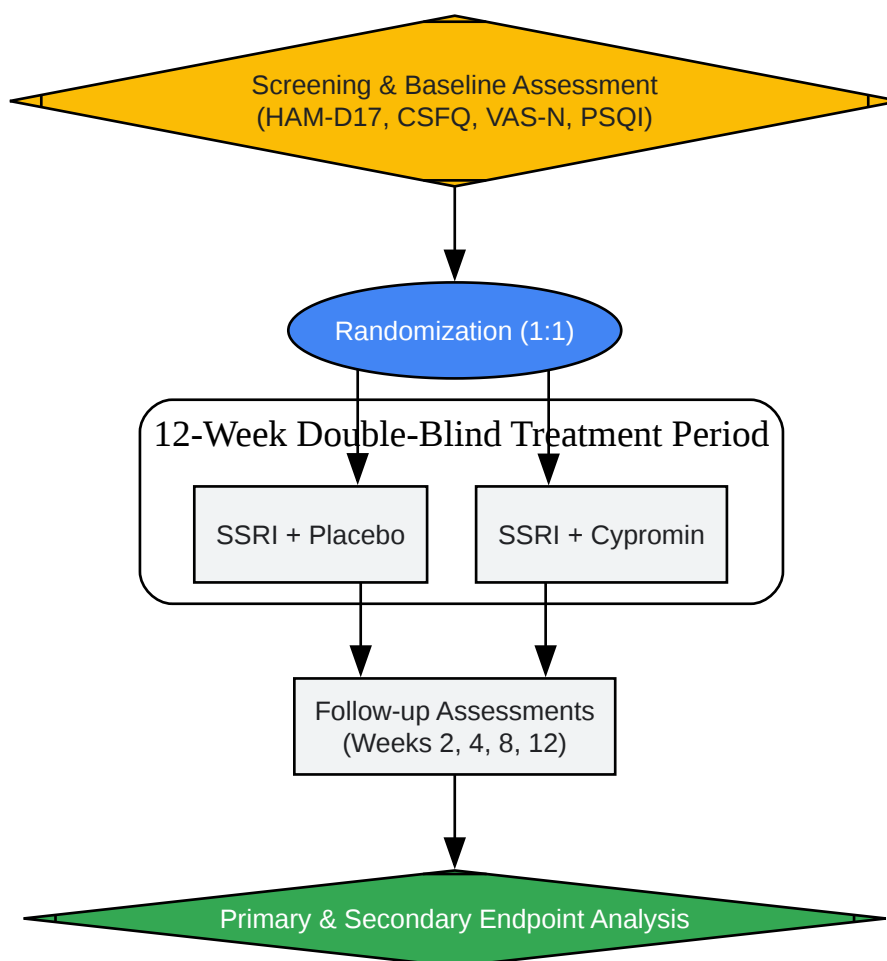 Screening & Baseline Assessment
(HAM-D17, CSFQ, VAS-N, PSQI)
Randomization (1:1)
12-Week Double-Blind Treatment Period
SSRI + Placebo
SSRI + Cypromin
Follow-up Assessments
(Weeks 2, 4, 8, 12)
Primary & Secondary Endpoint Analysis